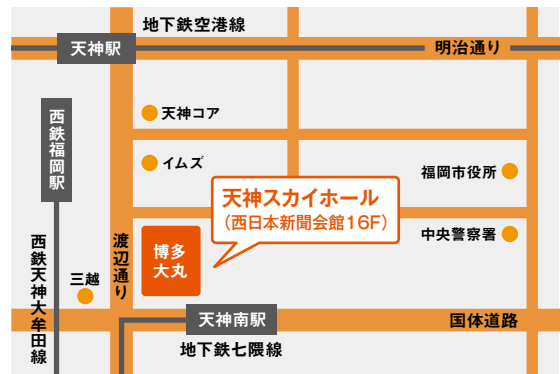 地下鉄空港線
天神駅
明治通り
天神コア
西鉄福岡駅
イムズ
福岡市役所
天神スカイホール
(西日本新聞会館16F)
中央警察署
渡辺通り
博多
大丸
西鉄天神大牟田線
三越
天神南駅
国体道路
地下鉄七隈線